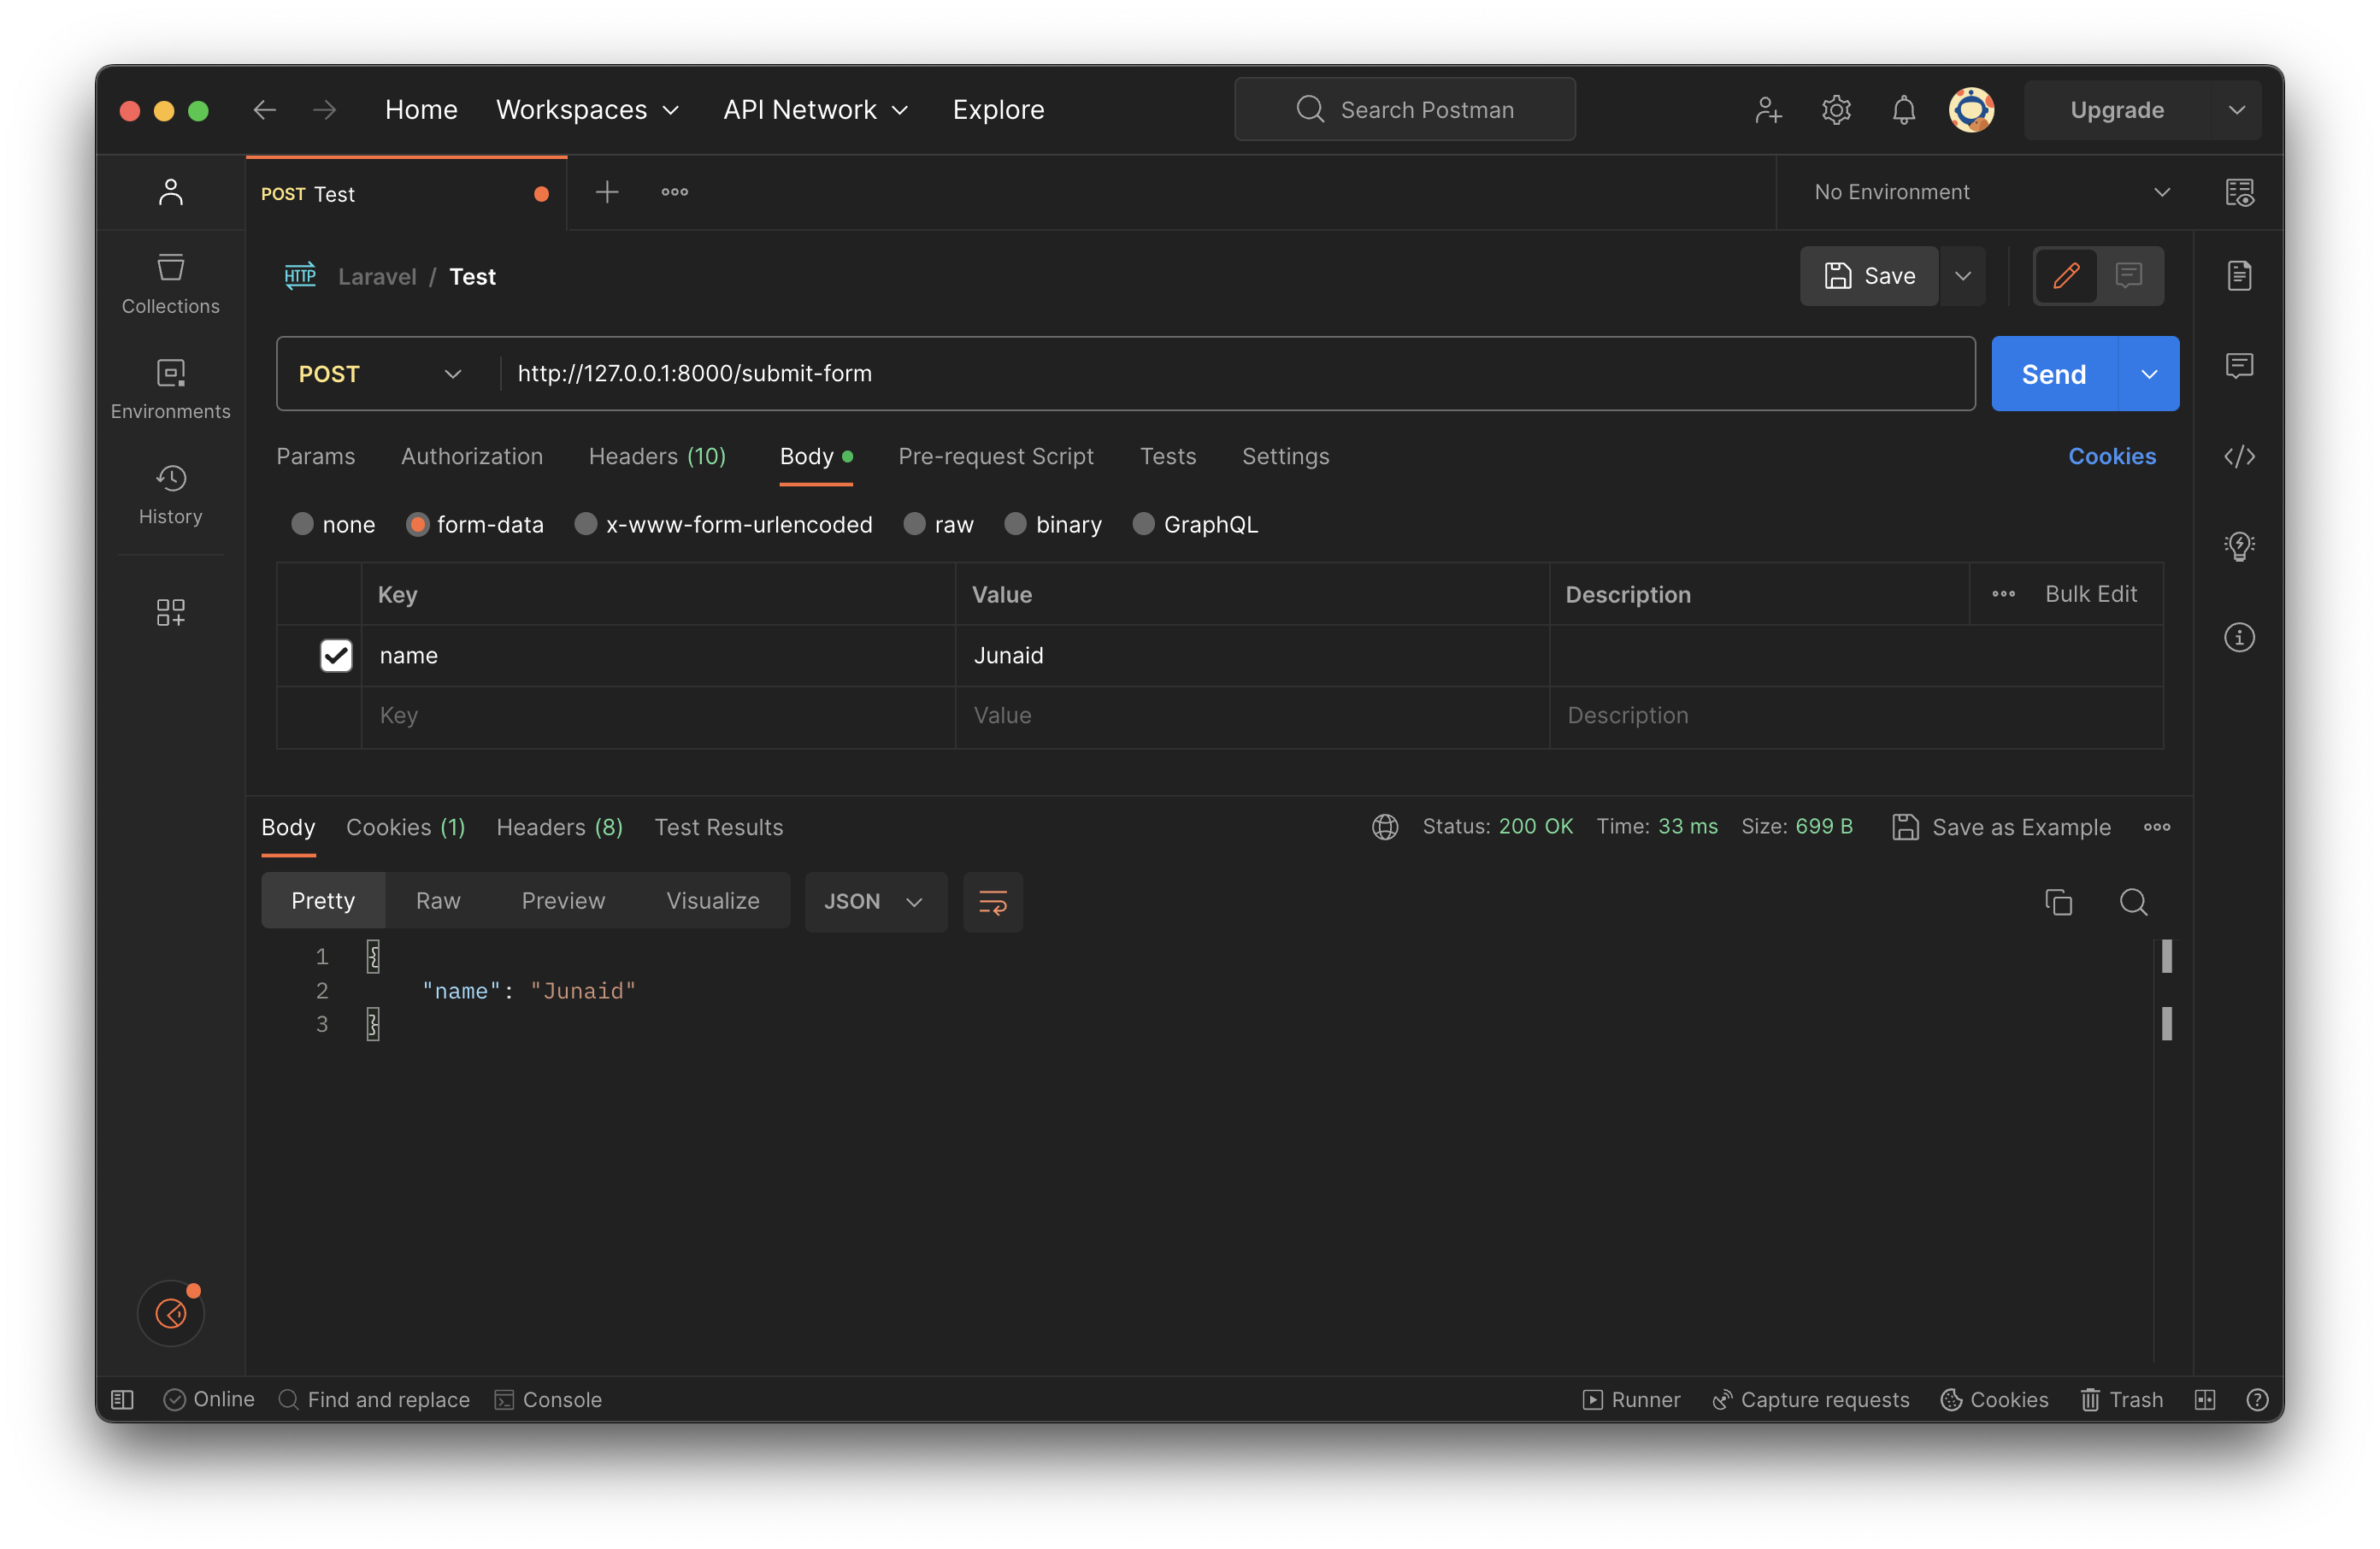 Home Workspaces API Network Explore Search Postman Upgrade
POST Test No Environment
HTTP Laravel / Test Save
Collections
POST http://127.0.0.1:8000/submit-form Send
Environments
Params Authorization Headers (10) Body Pre-request Script Tests Settings Cookies
History
none form-data x-www-form-urlencoded raw binary GraphQL
Key Value Description Bulk Edit
name Junaid
Key Value Description
Body Cookies (1) Headers (8) Test Results Status: 200 OK Time: 33 ms Size: 699 B Save as Example
Pretty Raw Preview Visualize JSON
1 {
2 "name": "Junaid"
3 }
Online Find and replace Console Runner Capture requests Cookies Trash